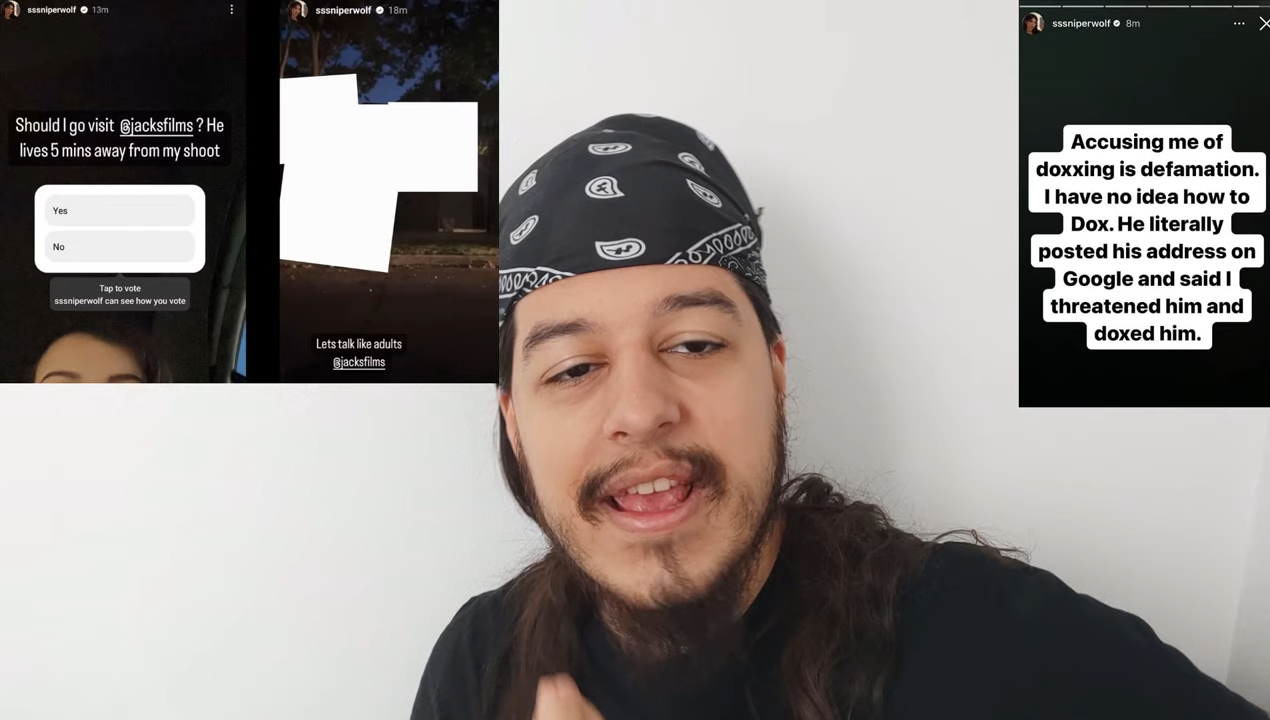 sssniperwolf 13m
Should I go visit @jacksfilms ? He
lives 5 mins away from my shoot
Yes
No
Tap to vote
sssniperwolf can see how you vote
sssniperwolf 18m
Lets talk like adults
@jacksfilms
sssniperwolf 8m
Accusing me of
doxxing is defamation.
I have no idea how to
Dox. He literally
posted his address on
Google and said I
threatened him and
doxed him.